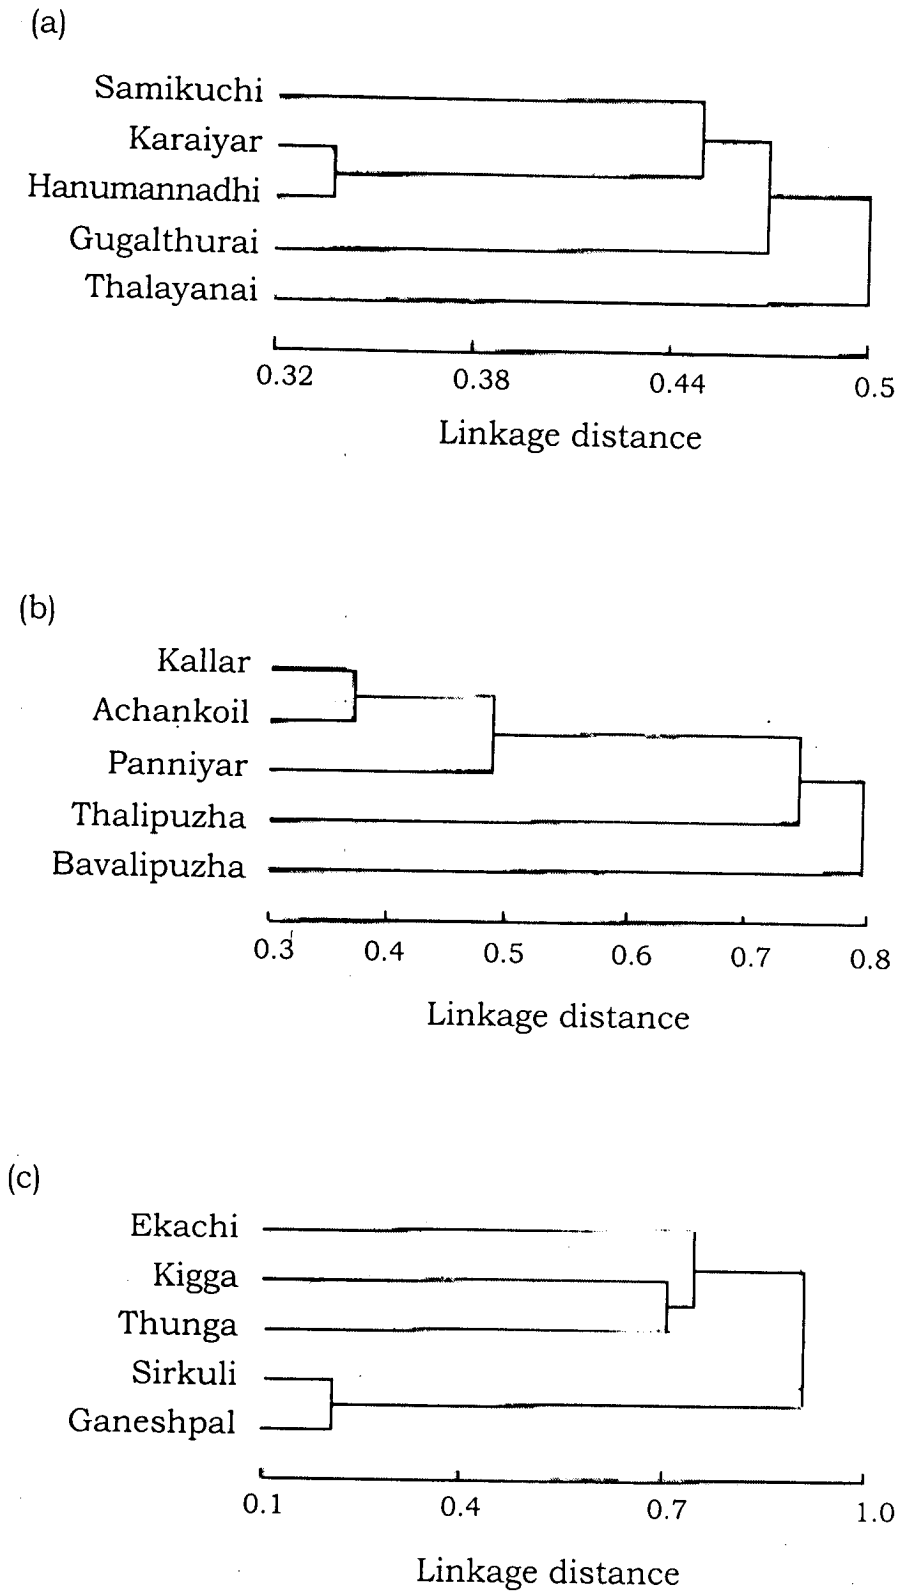 (a)
Samikuchi
Karaiyar
Hanumannadhi
Gugalthurai
Thalayanai
0.32 0.38 0.44 0.5
Linkage distance
(b)
Kallar
Achankoil
Panniyar
Thalipuzha
Bavalipuzha
0.3 0.4 0.5 0.6 0.7 0.8
Linkage distance
(c)
Ekachi
Kigga
Thunga
Sirkuli
Ganeshpal
0.1 0.4 0.7 1.0
Linkage distance